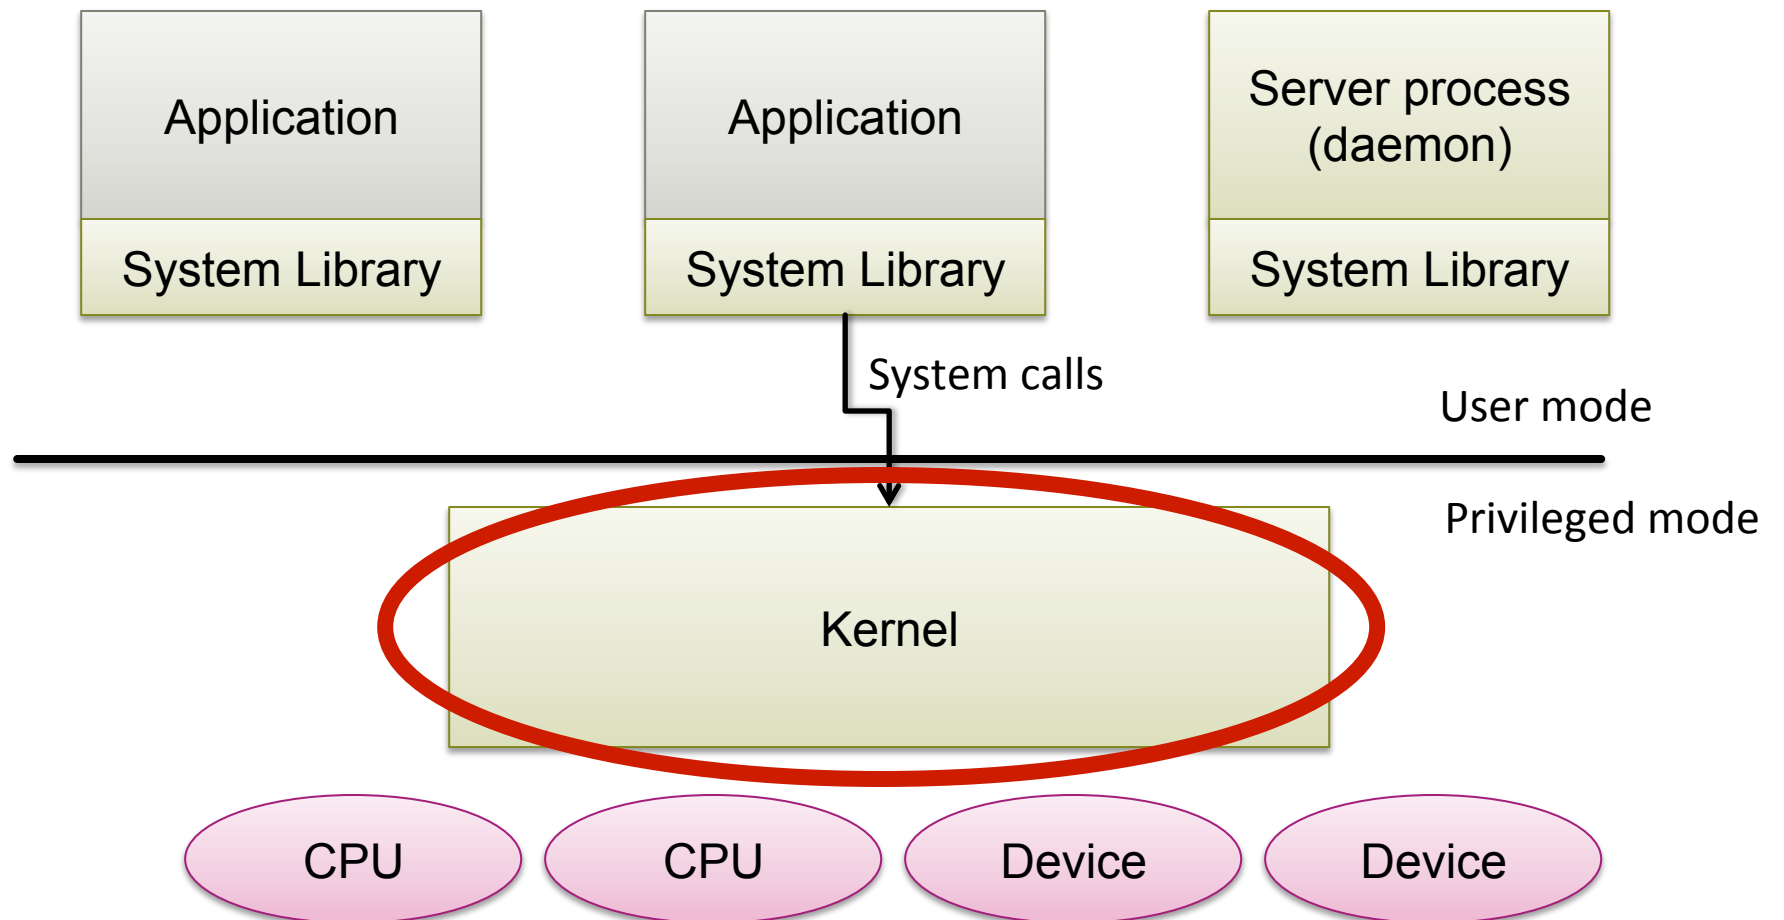 Application
Application
Server process
(daemon)
System Library
System Library
System Library
System calls
User mode
Privileged mode
Kernel
CPU
CPU
Device
Device